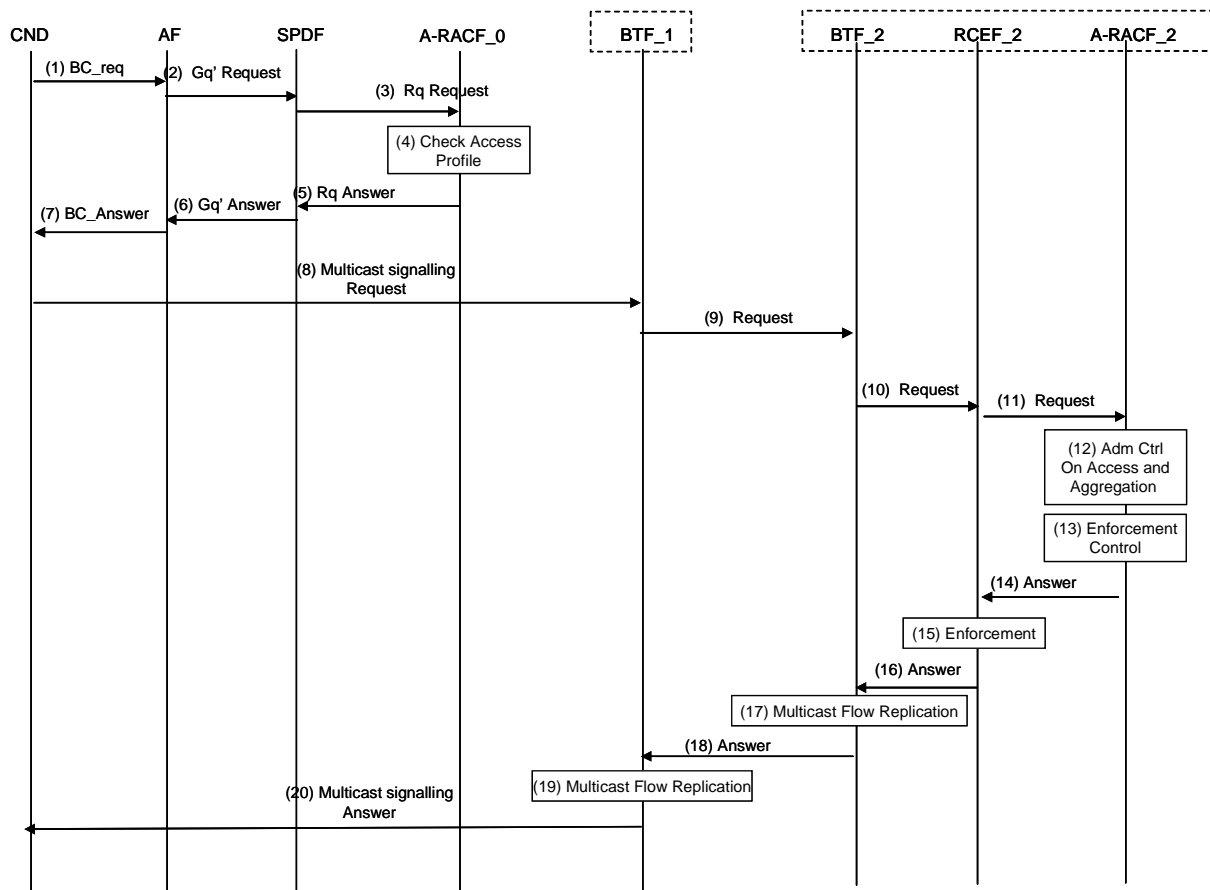 CND AF SPDF A-RACF_0 BTF_1 BTF_2 RCEF_2 A-RACF_2
(1) BC_req
(2) Gq' Request
(3) Rq Request
(4) Check Access
Profile
(5) Rq Answer
(6) Gq' Answer
(7) BC_Answer
(8) Multicast signalling
Request
(9) Request
(10) Request
(11) Request
(12) Adm Ctrl
On Access and
Aggregation
(13) Enforcement
Control
(14) Answer
(15) Enforcement
(16) Answer
(17) Multicast Flow Replication
(18) Answer
(19) Multicast Flow Replication
(20) Multicast signalling
Answer